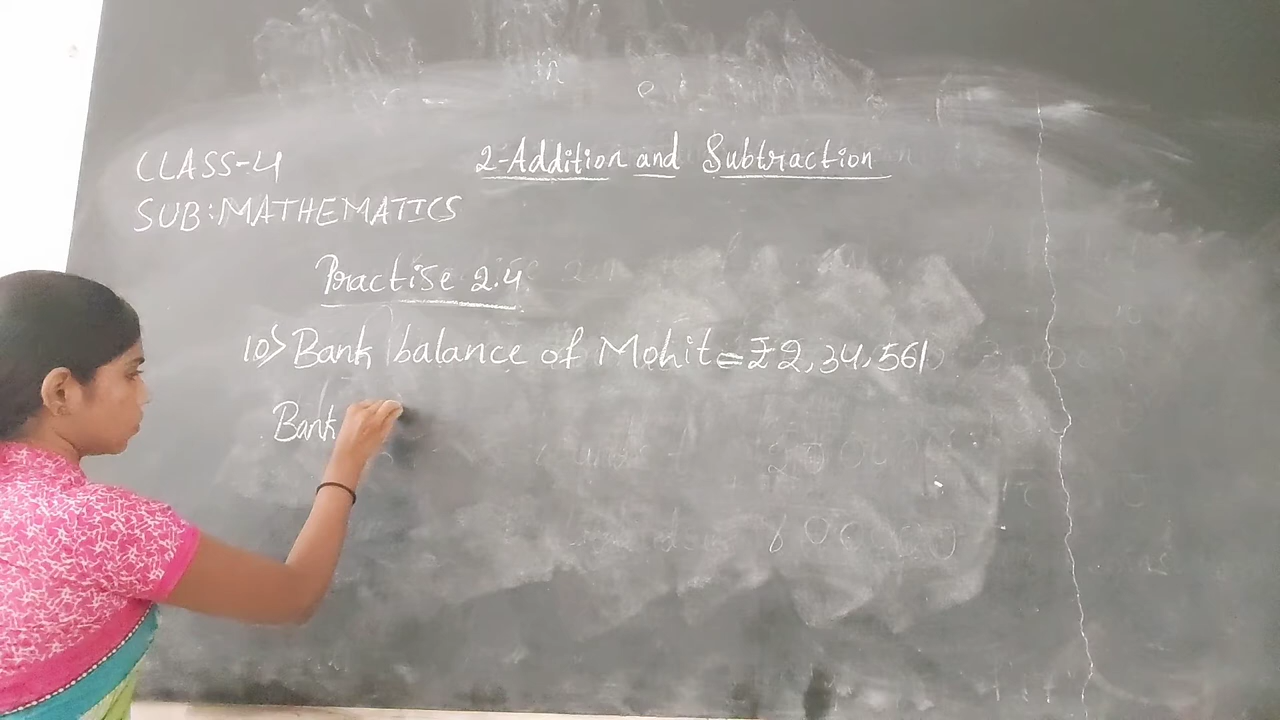 CLASS-4
2-Addition and Subtraction
SUB:MATHEMATICS
Practise 2.4
10> Bank balance of Mohit=₹2,34,561
Bank